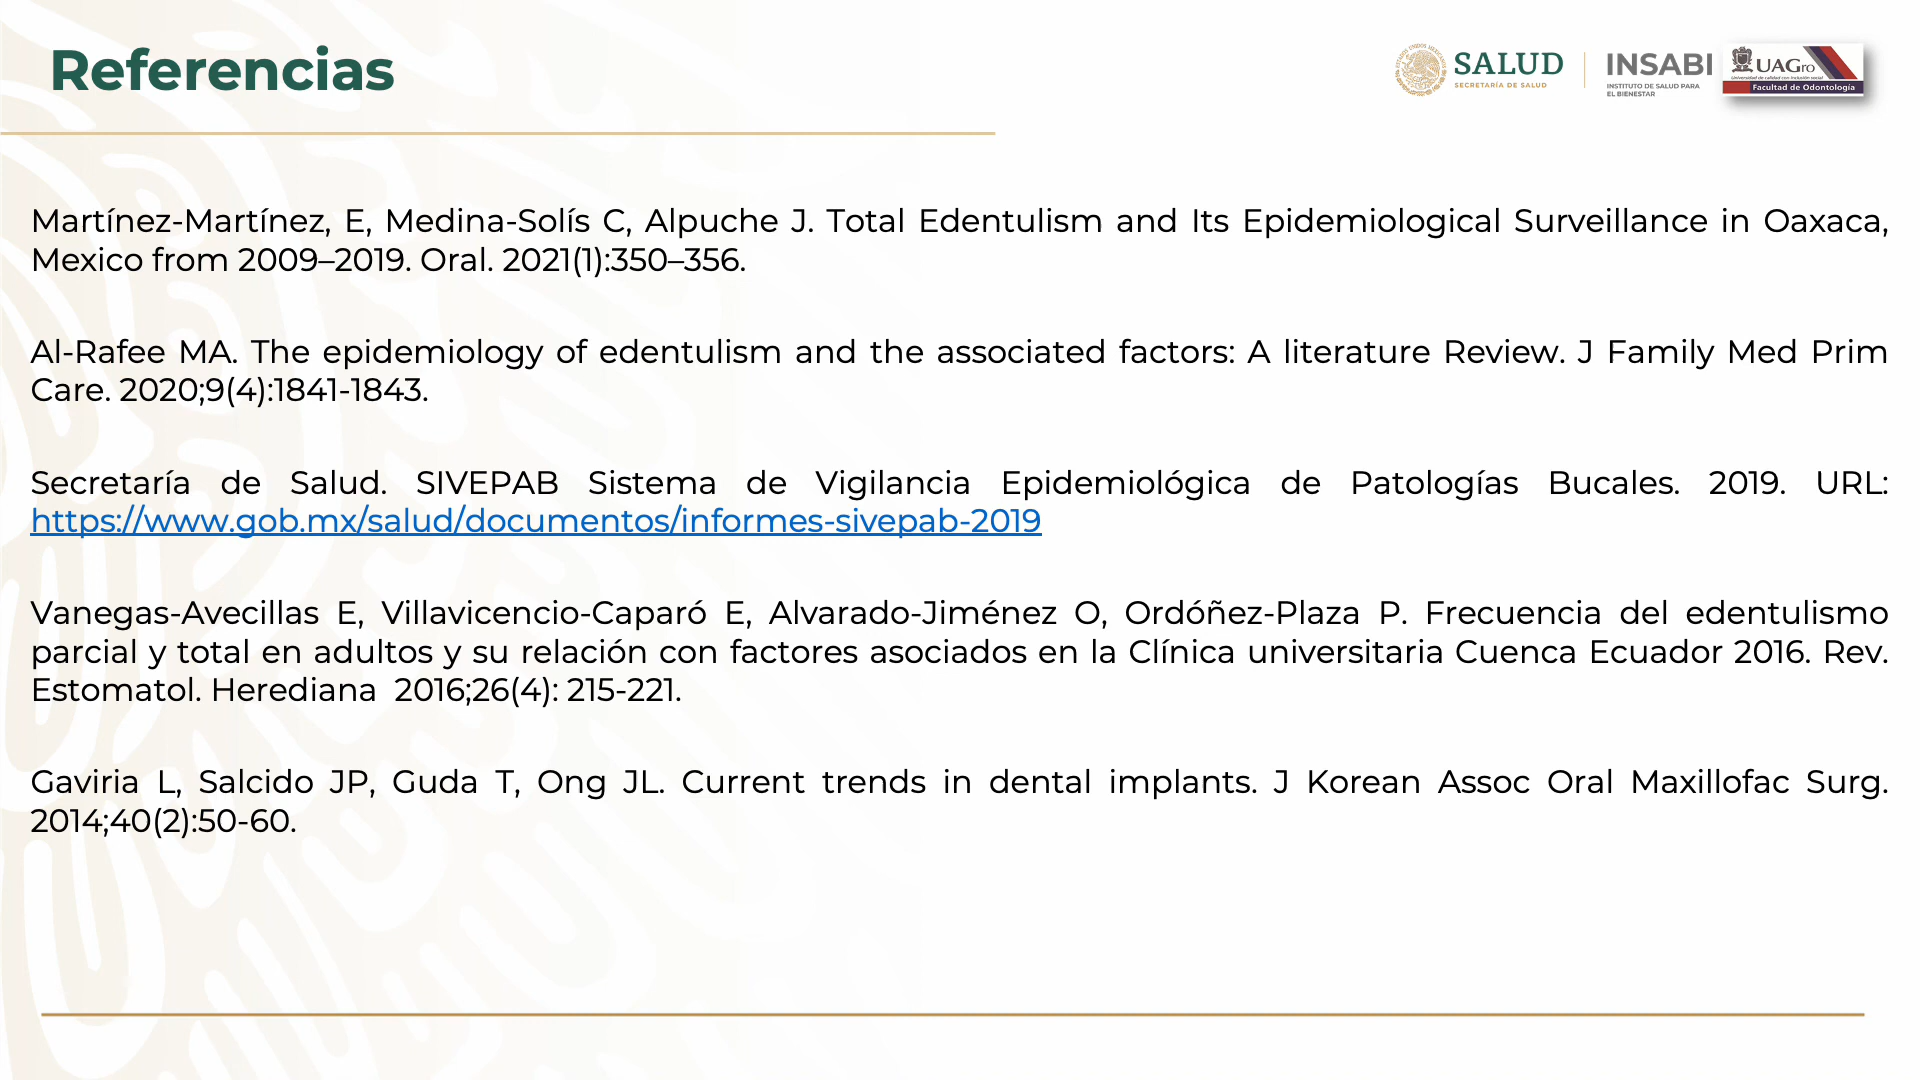 Referencias
SALUD
SECRETARÍA DE SALUD
INSABI
INSTITUTO DE SALUD PARA
EL BIENESTAR
UAGro
Universidad de calidad con inclusión social
Facultad de Odontología
Martínez-Martínez, E, Medina-Solís C, Alpuche J. Total Edentulism and Its Epidemiological Surveillance in Oaxaca,
Mexico from 2009–2019. Oral. 2021(1):350–356.
Al-Rafee MA. The epidemiology of edentulism and the associated factors: A literature Review. J Family Med Prim
Care. 2020;9(4):1841-1843.
Secretaría de Salud. SIVEPAB Sistema de Vigilancia Epidemiológica de Patologías Bucales. 2019. URL:
https://www.gob.mx/salud/documentos/informes-sivepab-2019
Vanegas-Avecillas E, Villavicencio-Caparó E, Alvarado-Jiménez O, Ordóñez-Plaza P. Frecuencia del edentulismo
parcial y total en adultos y su relación con factores asociados en la Clínica universitaria Cuenca Ecuador 2016. Rev.
Estomatol. Herediana  2016;26(4): 215-221.
Gaviria L, Salcido JP, Guda T, Ong JL. Current trends in dental implants. J Korean Assoc Oral Maxillofac Surg.
2014;40(2):50-60.